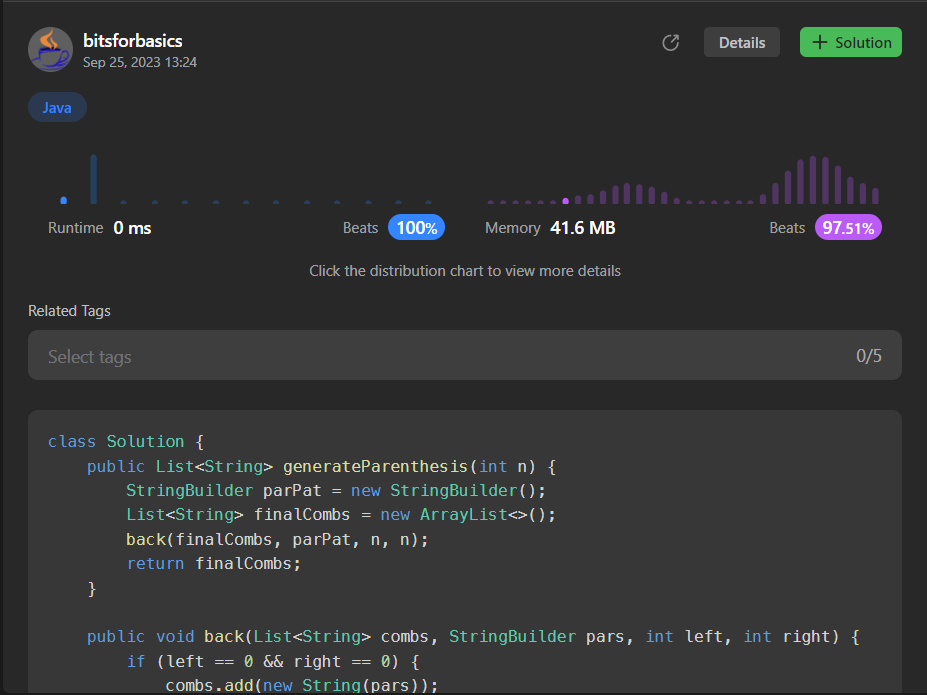 bitsforbasics
Sep 25, 2023 13:24
Details
+ Solution
Java
Runtime 0 ms
Beats 100%
Memory 41.6 MB
Beats 97.51%
Click the distribution chart to view more details
Related Tags
Select tags
0/5
class Solution {
    public List<String> generateParenthesis(int n) {
        StringBuilder parPat = new StringBuilder();
        List<String> finalCombs = new ArrayList<>();
        back(finalCombs, parPat, n, n);
        return finalCombs;
    }

    public void back(List<String> combs, StringBuilder pars, int left, int right) {
        if (left == 0 && right == 0) {
            combs.add(new String(pars));